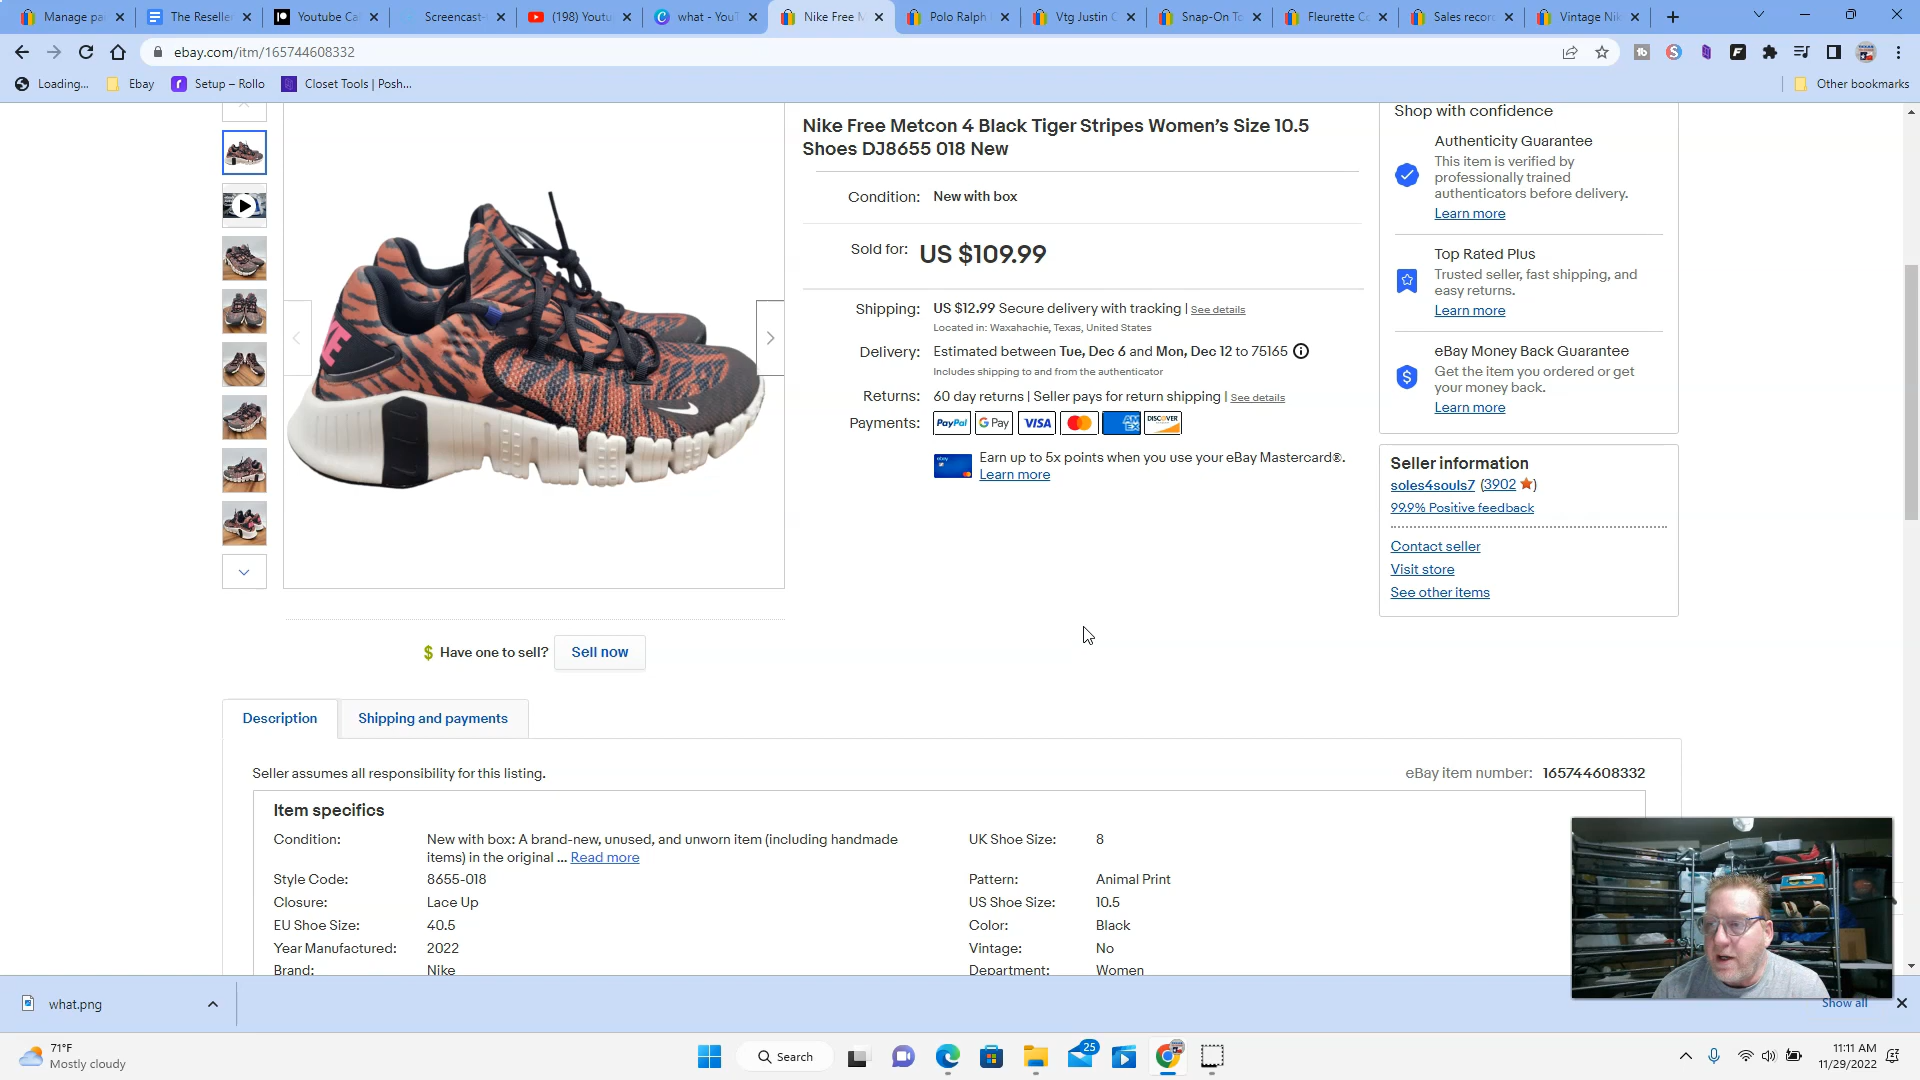 Manage pa
The Reselle
Youtube Ca
Screencast-
(198) Youtu
what - You
Nike Free M
Polo Ralph
Vtg Justin
Snap-On To
Fleurette Co
Sales recor
Vintage Nik
ebay.com/itm/165744608332
Loading...
Ebay
Setup – Rollo
Closet Tools | Posh...
Other bookmarks
Nike Free Metcon 4 Black Tiger Stripes Women's Size 10.5
Shoes DJ8655 018 New
Condition: New with box
Sold for: US $109.99
Shipping: US $12.99 Secure delivery with tracking | See details
Located in: Waxahachie, Texas, United States
Delivery: Estimated between Tue, Dec 6 and Mon, Dec 12 to 75165
Includes shipping to and from the authenticator
Returns: 60 day returns | Seller pays for return shipping | See details
Payments: PayPal G Pay VISA AM EX DISCOVER
Earn up to 5x points when you use your eBay Mastercard®.
Learn more
Shop with confidence
Authenticity Guarantee
This item is verified by
professionally trained
authenticators before delivery.
Learn more
Top Rated Plus
Trusted seller, fast shipping, and
easy returns.
Learn more
eBay Money Back Guarantee
Get the item you ordered or get
your money back.
Learn more
Seller information
soles4souls7 (3902)
99.9% Positive feedback
Contact seller
Visit store
See other items
Have one to sell? Sell now
Description
Shipping and payments
Seller assumes all responsibility for this listing.
eBay item number: 165744608332
Item specifics
Condition: New with box: A brand-new, unused, and unworn item (including handmade
items) in the original ... Read more
Style Code: 8655-018
Closure: Lace Up
EU Shoe Size: 40.5
Year Manufactured: 2022
Brand: Nike
UK Shoe Size: 8
Pattern: Animal Print
US Shoe Size: 10.5
Color: Black
Vintage: No
Department: Women
what.png
Show all
71°F
Mostly cloudy
Search
25
11:11 AM
11/29/2022